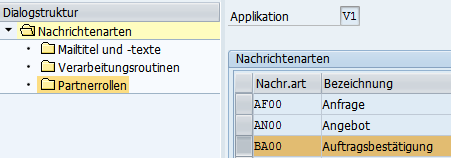 Dialogstruktur
Nachrichtenarten
Mailtitel und -texte
Verarbeitungsroutinen
Partnerrollen
Applikation V1
Nachrichtenarten
Nachr.art Bezeichnung
AF00 Anfrage
AN00 Angebot
BA00 Auftragsbestätigung